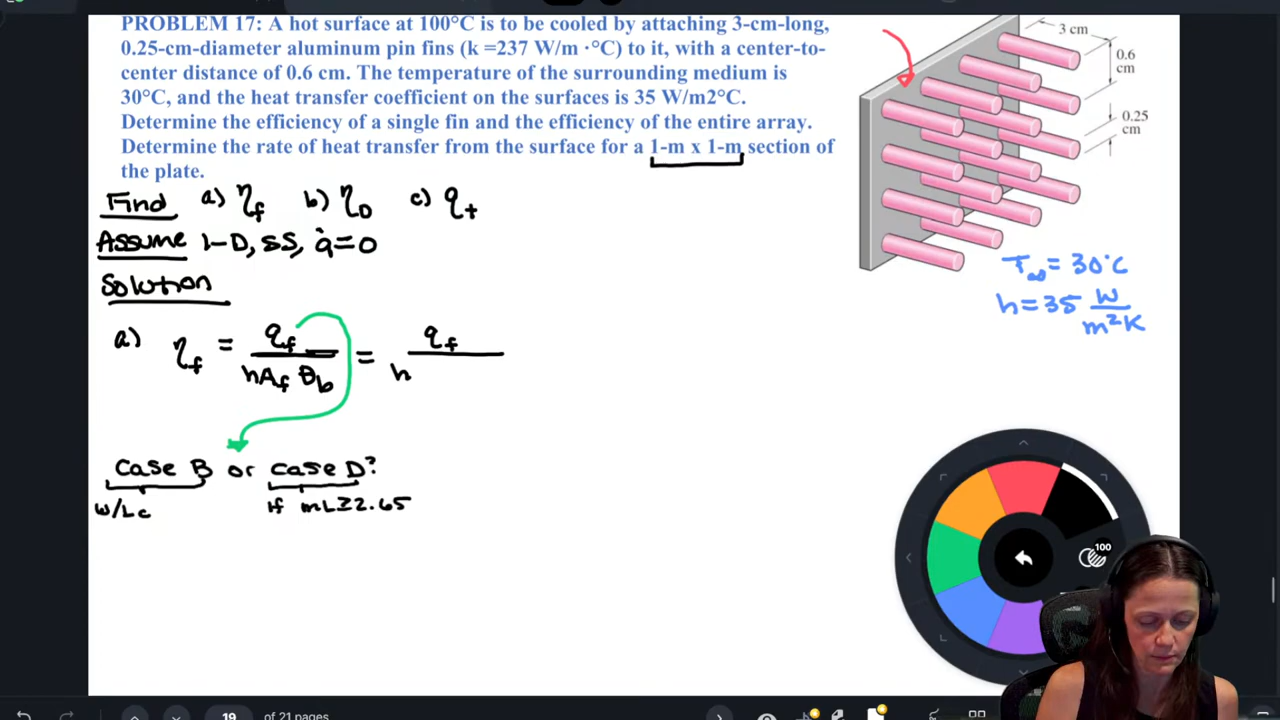 PROBLEM 17: A hot surface at 100°C is to be cooled by attaching 3-cm-long,
0.25-cm-diameter aluminum pin fins (k =237 W/m ·°C) to it, with a center-to-
center distance of 0.6 cm. The temperature of the surrounding medium is
30°C, and the heat transfer coefficient on the surfaces is 35 W/m2°C.
Determine the efficiency of a single fin and the efficiency of the entire array.
Determine the rate of heat transfer from the surface for a 1-m x 1-m section of
the plate.
3 cm
0.6
cm
0.25
cm
Find a) ηf b) ηo c) qt
Assume 1-D, SS, q̇=0
Solution
T∞ = 30°C
h=35 W/m²K
a) ηf = qf / hAf θb = qf / h
Case B or case D?
w/Lc If mL≥2.65
100
19 of 21 pages